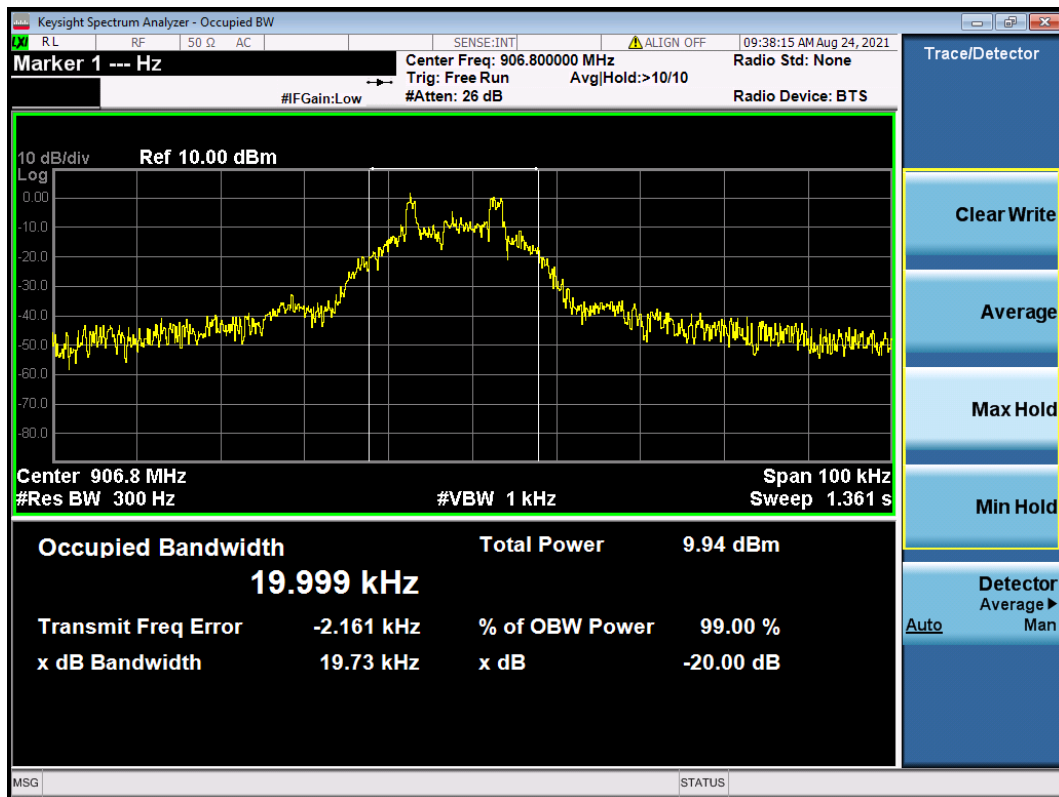 Keysight Spectrum Analyzer - Occupied BW
LXI RL RF 50 Ω AC SENSE:INT ALIGN OFF 09:38:15 AM Aug 24, 2021
Marker 1 --- Hz
Center Freq: 906.800000 MHz
Radio Std: None
Trig: Free Run Avg|Hold:>10/10
#IFGain:Low
#Atten: 26 dB
Radio Device: BTS
10 dB/div Ref 10.00 dBm
Log
0.00
-10.0
-20.0
-30.0
-40.0
-50.0
-60.0
-70.0
-80.0
Center 906.8 MHz Span 100 kHz
#Res BW 300 Hz #VBW 1 kHz Sweep 1.361 s
Occupied Bandwidth Total Power 9.94 dBm
19.999 kHz
Transmit Freq Error -2.161 kHz % of OBW Power 99.00 %
x dB Bandwidth 19.73 kHz x dB -20.00 dB
MSG STATUS
Trace/Detector
Clear Write
Average
Max Hold
Min Hold
Detector
Average
Auto Man